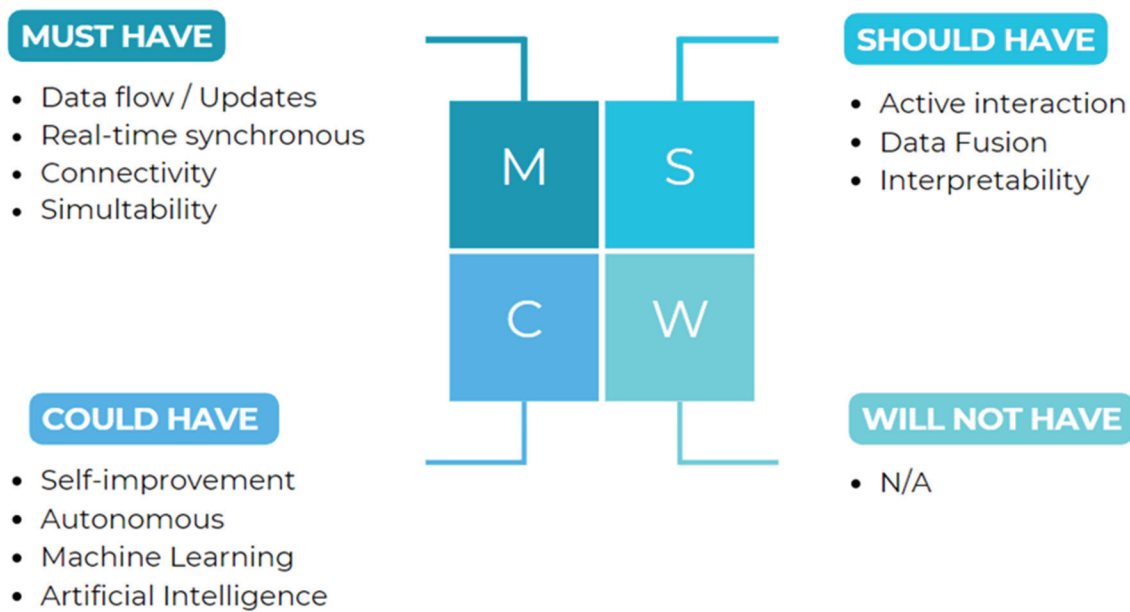 MUST HAVE
• Data flow / Updates
• Real-time synchronous
• Connectivity
• Simultability
SHOULD HAVE
• Active interaction
• Data Fusion
• Interpretability
M
S
C
W
COULD HAVE
• Self-improvement
• Autonomous
• Machine Learning
• Artificial Intelligence
WILL NOT HAVE
• N/A